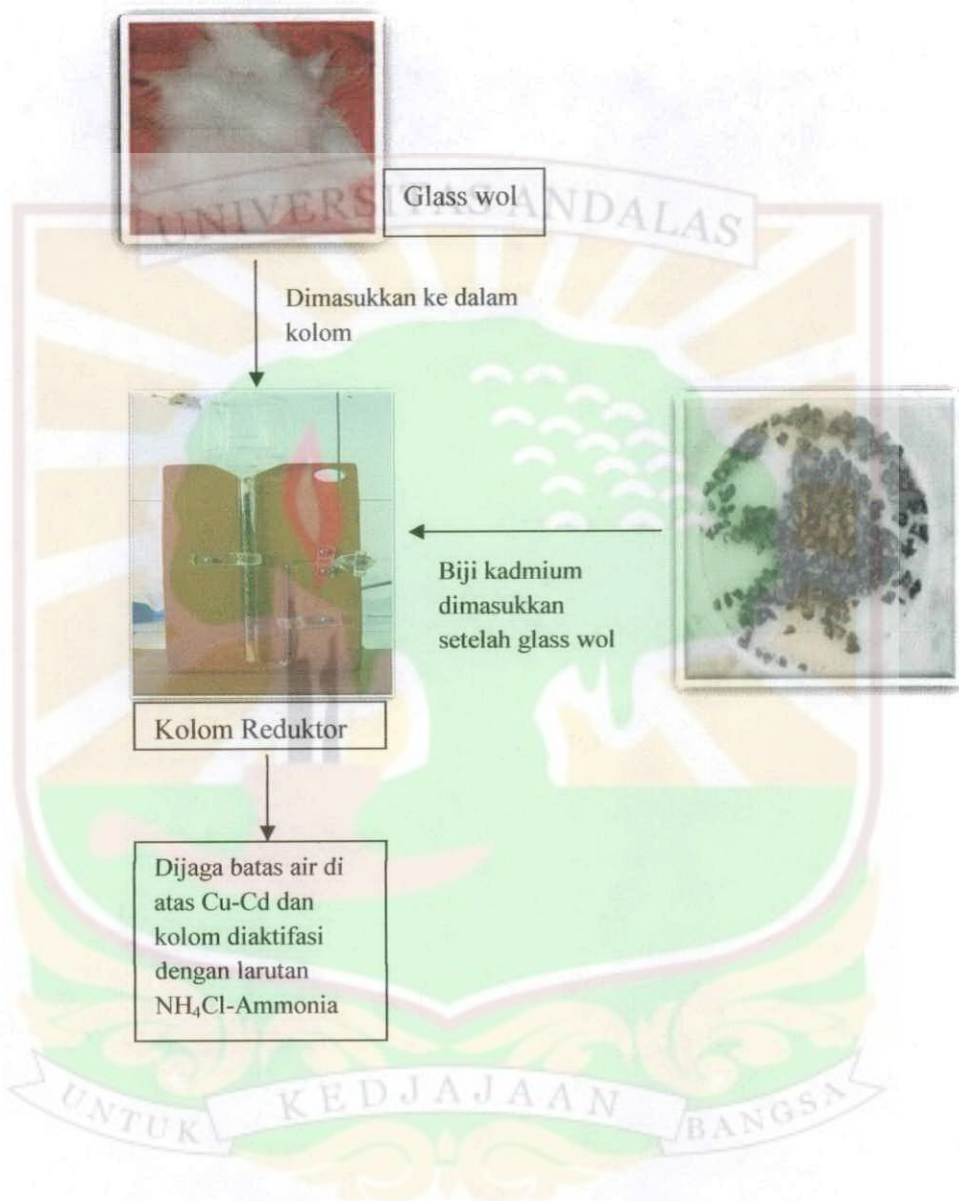 UNIVERSITAS ANDALAS
Glass wol
Dimasukkan ke dalam
kolom
Biji kadmium
dimasukkan
setelah glass wol
Kolom Reduktor
Dijaga batas air di
atas Cu-Cd dan
kolom diaktifasi
dengan larutan
NH₄Cl-Ammonia
UNTUK KEDJAJAAN BANGSA